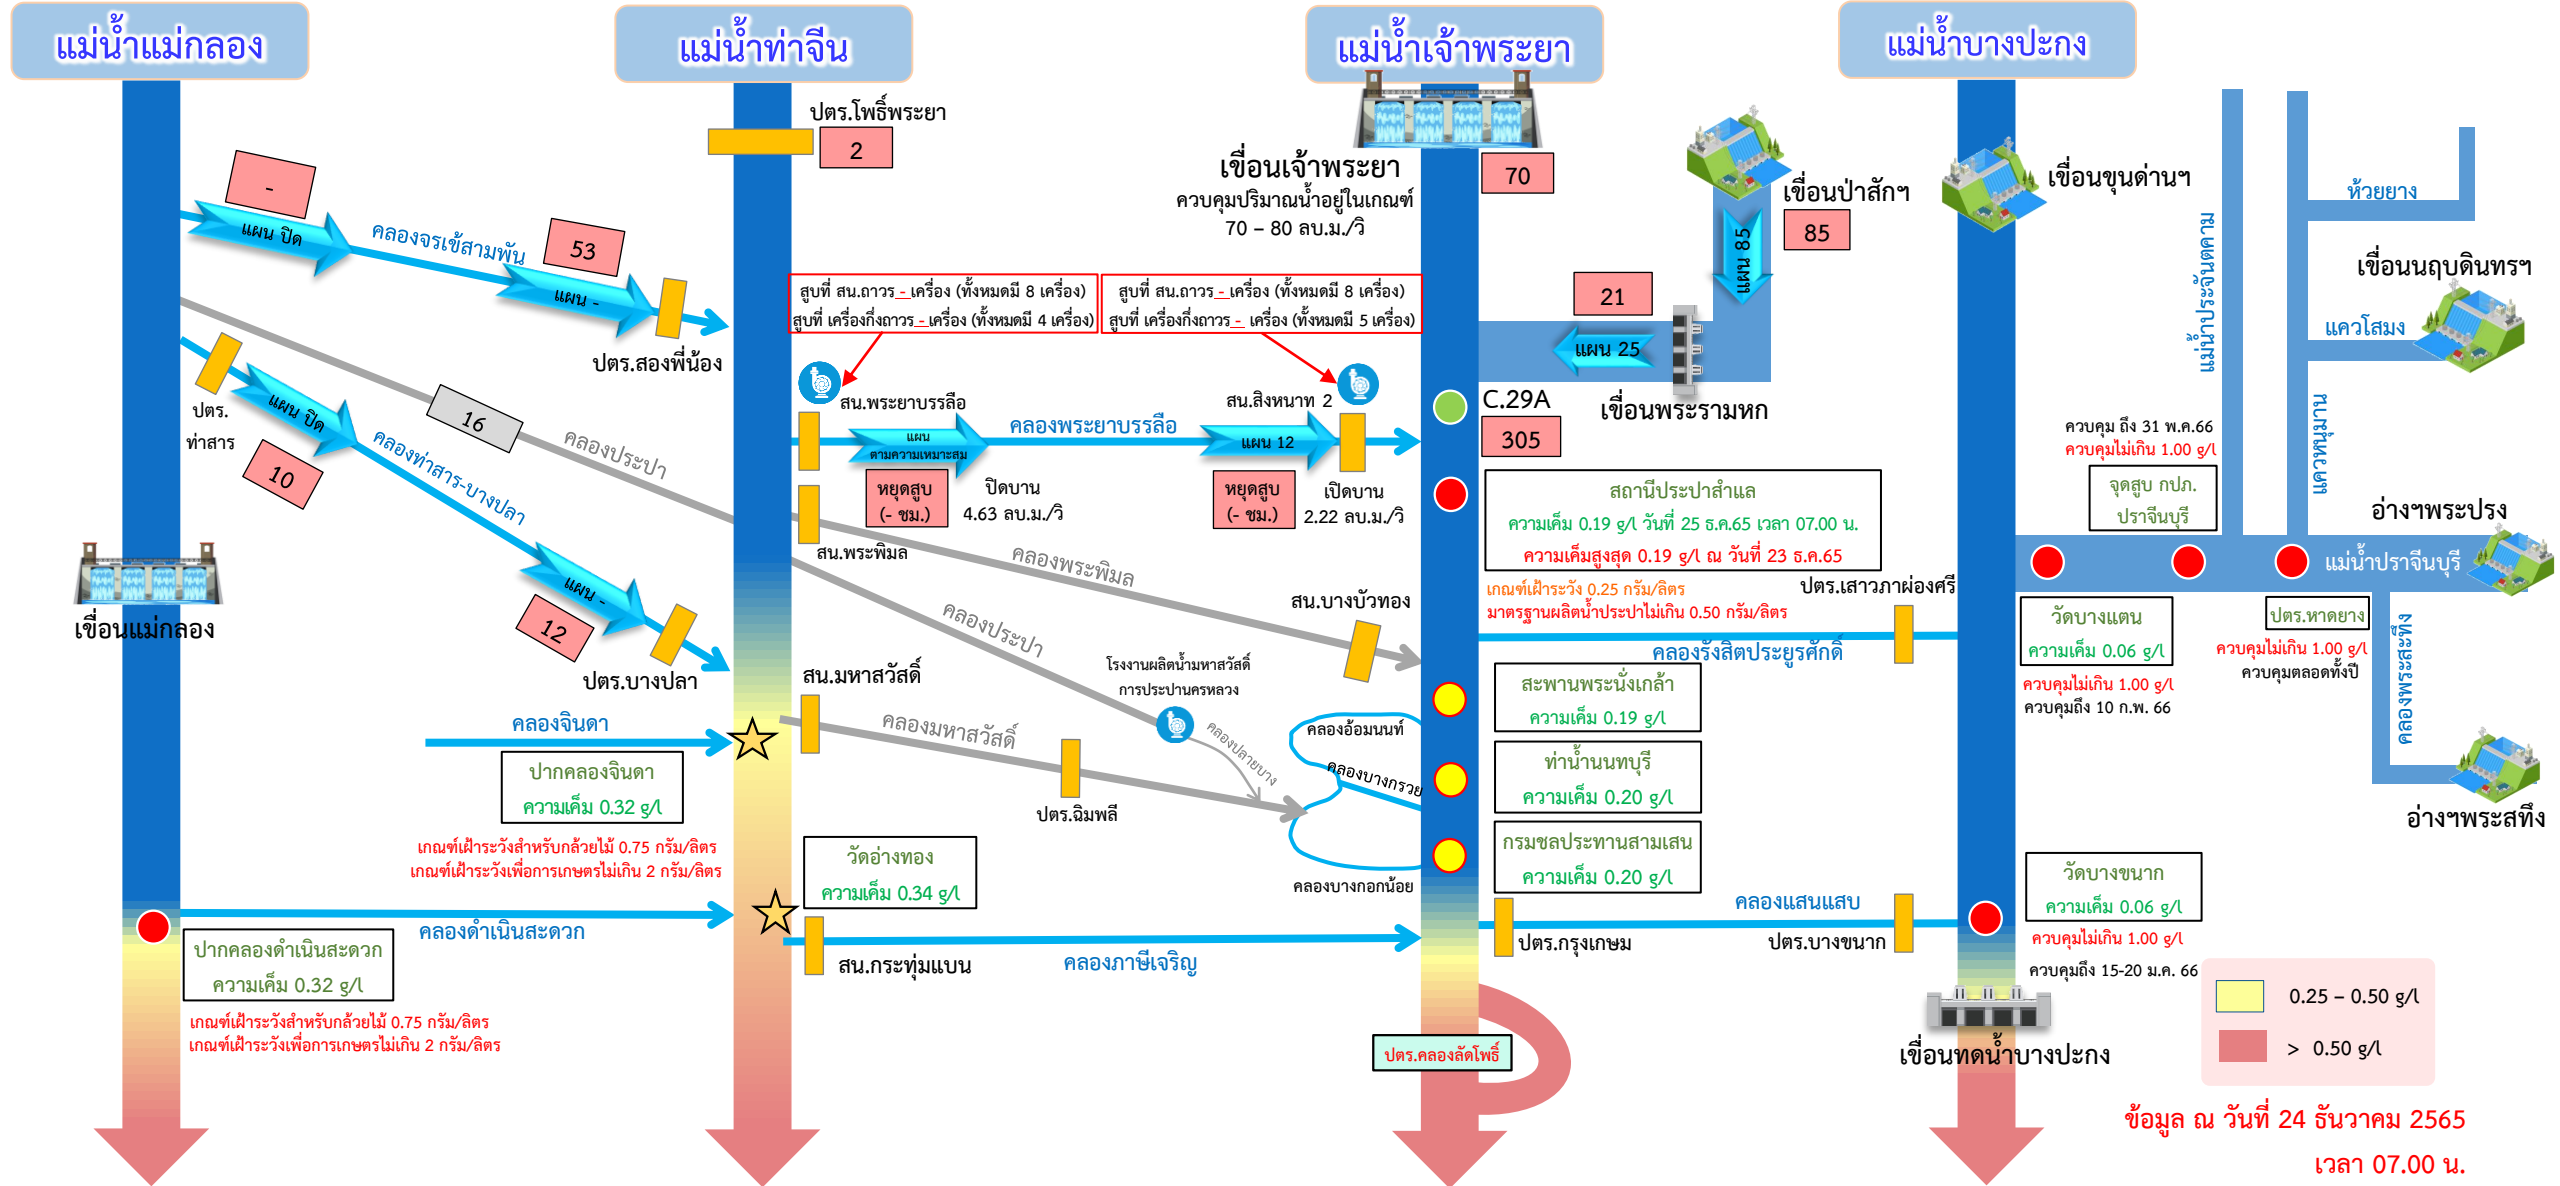 แม่น้ำแม่กลอง
แม่น้ำท่าจีน
แม่น้ำเจ้าพระยา
แม่น้ำบางปะกง
-
แผน ปิด
คลองจรเข้สามพัน
53
แผน -
ปตร.สองพี่น้อง
ปตร.
ท่าสาร
แผน ปิด
10
คลองท่าสาร-บางปลา
16
คลองประปา
แผน -
12
ปตร.บางปลา
เขื่อนแม่กลอง
คลองจินดา
ปากคลองจินดา
ความเค็ม 0.32 g/l
เกณฑ์เฝ้าระวังสำหรับกล้วยไม้ 0.75 กรัม/ลิตร
เกณฑ์เฝ้าระวังเพื่อการเกษตรไม่เกิน 2 กรัม/ลิตร
คลองดำเนินสะดวก
ปากคลองดำเนินสะดวก
ความเค็ม 0.32 g/l
เกณฑ์เฝ้าระวังสำหรับกล้วยไม้ 0.75 กรัม/ลิตร
เกณฑ์เฝ้าระวังเพื่อการเกษตรไม่เกิน 2 กรัม/ลิตร
ปตร.โพธิ์พระยา
2
สูบที่ สน.ถาวร - เครื่อง (ทั้งหมดมี 8 เครื่อง)
สูบที่ เครื่องกึ่งถาวร - เครื่อง (ทั้งหมดมี 4 เครื่อง)
สูบที่ สน.ถาวร - เครื่อง (ทั้งหมดมี 8 เครื่อง)
สูบที่ เครื่องกึ่งถาวร - เครื่อง (ทั้งหมดมี 5 เครื่อง)
สน.พระยาบรรลือ
แผน
ตามความเหมาะสม
คลองพระยาบรรลือ
สน.สิงหนาท 2
แผน 12
หยุดสูบ
(- ชม.)
ปิดบาน
4.63 ลบ.ม./วิ
หยุดสูบ
(- ชม.)
เปิดบาน
2.22 ลบ.ม./วิ
สน.พระพิมล
คลองพระพิมล
สน.บางบัวทอง
คลองประปา
โรงงานผลิตน้ำมหาสวัสดิ์
การประปานครหลวง
สน.มหาสวัสดิ์
คลองมหาสวัสดิ์
คลองปลายบาง
ปตร.ฉิมพลี
คลองอ้อมนนท์
คลองบางกรวย
คลองบางกอกน้อย
วัดอ่างทอง
ความเค็ม 0.34 g/l
สน.กระทุ่มแบน
คลองภาษีเจริญ
เขื่อนเจ้าพระยา
ควบคุมปริมาณน้ำอยู่ในเกณฑ์
70 – 80 ลบ.ม./วิ
70
เขื่อนป่าสักฯ
85
แผน 85
21
แผน 25
เขื่อนพระรามหก
C.29A
305
สถานีประปาสำแล
ความเค็ม 0.19 g/l วันที่ 25 ธ.ค.65 เวลา 07.00 น.
ความเค็มสูงสุด 0.19 g/l ณ วันที่ 23 ธ.ค.65
เกณฑ์เฝ้าระวัง 0.25 กรัม/ลิตร
มาตรฐานผลิตน้ำประปาไม่เกิน 0.50 กรัม/ลิตร
ปตร.เสาวภาผ่องศรี
คลองรังสิตประยูรศักดิ์
สะพานพระนั่งเกล้า
ความเค็ม 0.19 g/l
ท่าน้ำนนทบุรี
ความเค็ม 0.20 g/l
กรมชลประทานสามเสน
ความเค็ม 0.20 g/l
คลองแสนแสบ
ปตร.กรุงเกษม
ปตร.บางขนาก
ปตร.คลองลัดโพธิ์
เขื่อนขุนด่านฯ
แม่น้ำประจันตคาม
ห้วยยาง
เขื่อนนฤบดินทรฯ
แควโสมง
แควหนุมาน
ควบคุม ถึง 31 พ.ค.66
ควบคุมไม่เกิน 1.00 g/l
จุดสูบ กปภ.
ปราจีนบุรี
อ่างฯพระปรง
แม่น้ำปราจีนบุรี
วัดบางแตน
ความเค็ม 0.06 g/l
ควบคุมไม่เกิน 1.00 g/l
ควบคุมถึง 10 ก.พ. 66
ปตร.หาดยาง
ควบคุมไม่เกิน 1.00 g/l
ควบคุมตลอดทั้งปี
คลองพระสะทึง
อ่างฯพระสทึง
วัดบางขนาก
ความเค็ม 0.06 g/l
ควบคุมไม่เกิน 1.00 g/l
ควบคุมถึง 15-20 ม.ค. 66
เขื่อนทดน้ำบางปะกง
0.25 – 0.50 g/l
> 0.50 g/l
ข้อมูล ณ วันที่ 24 ธันวาคม 2565
เวลา 07.00 น.